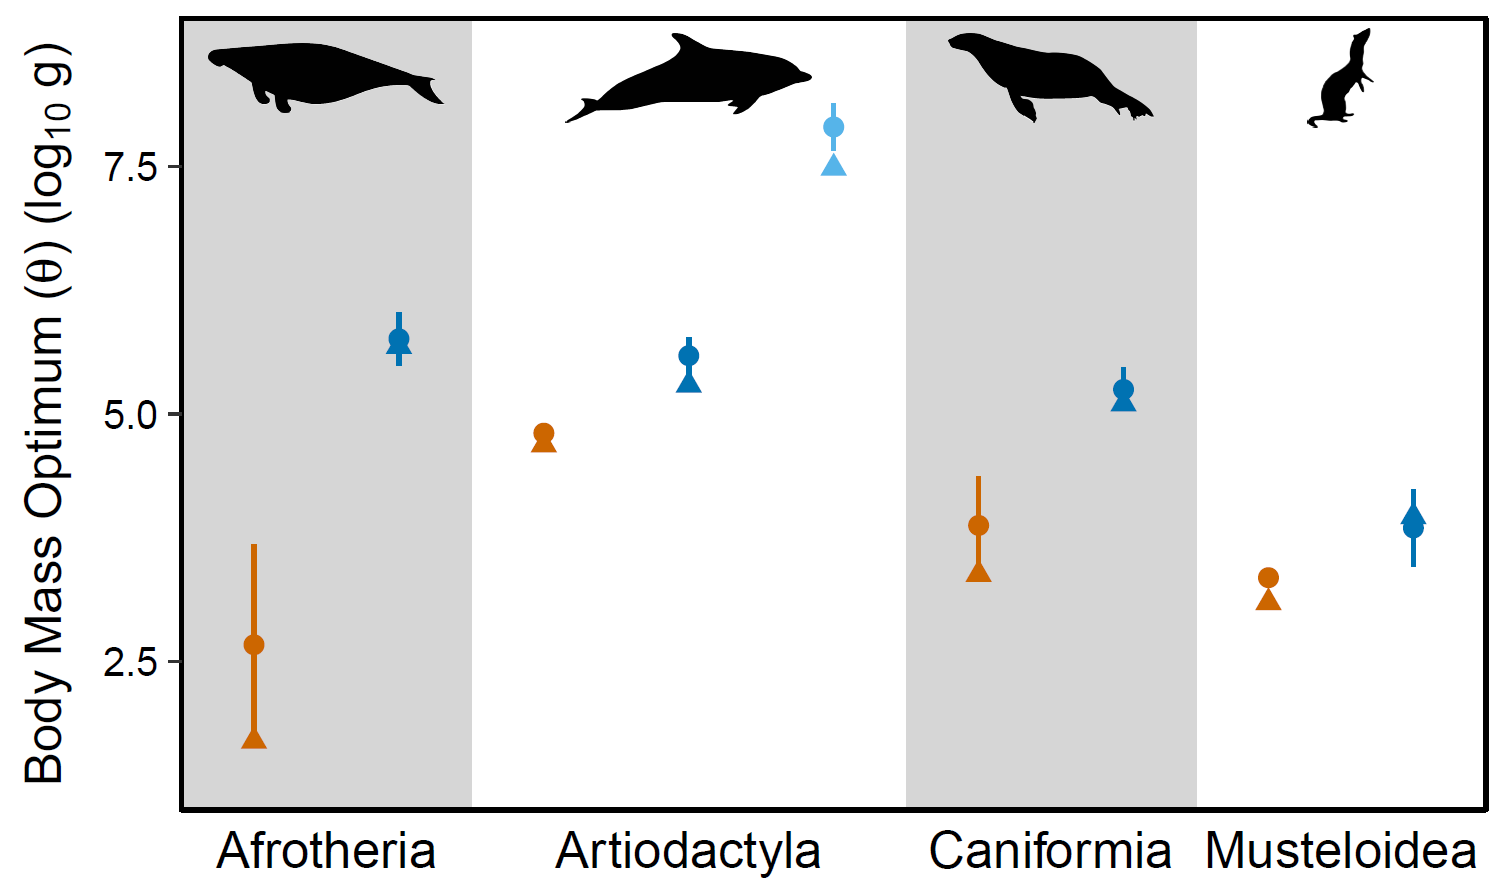 Body Mass Optimum (θ) (log₁₀ g)
7.5
5.0
2.5
Afrotheria Artiodactyla Caniformia Musteloidea